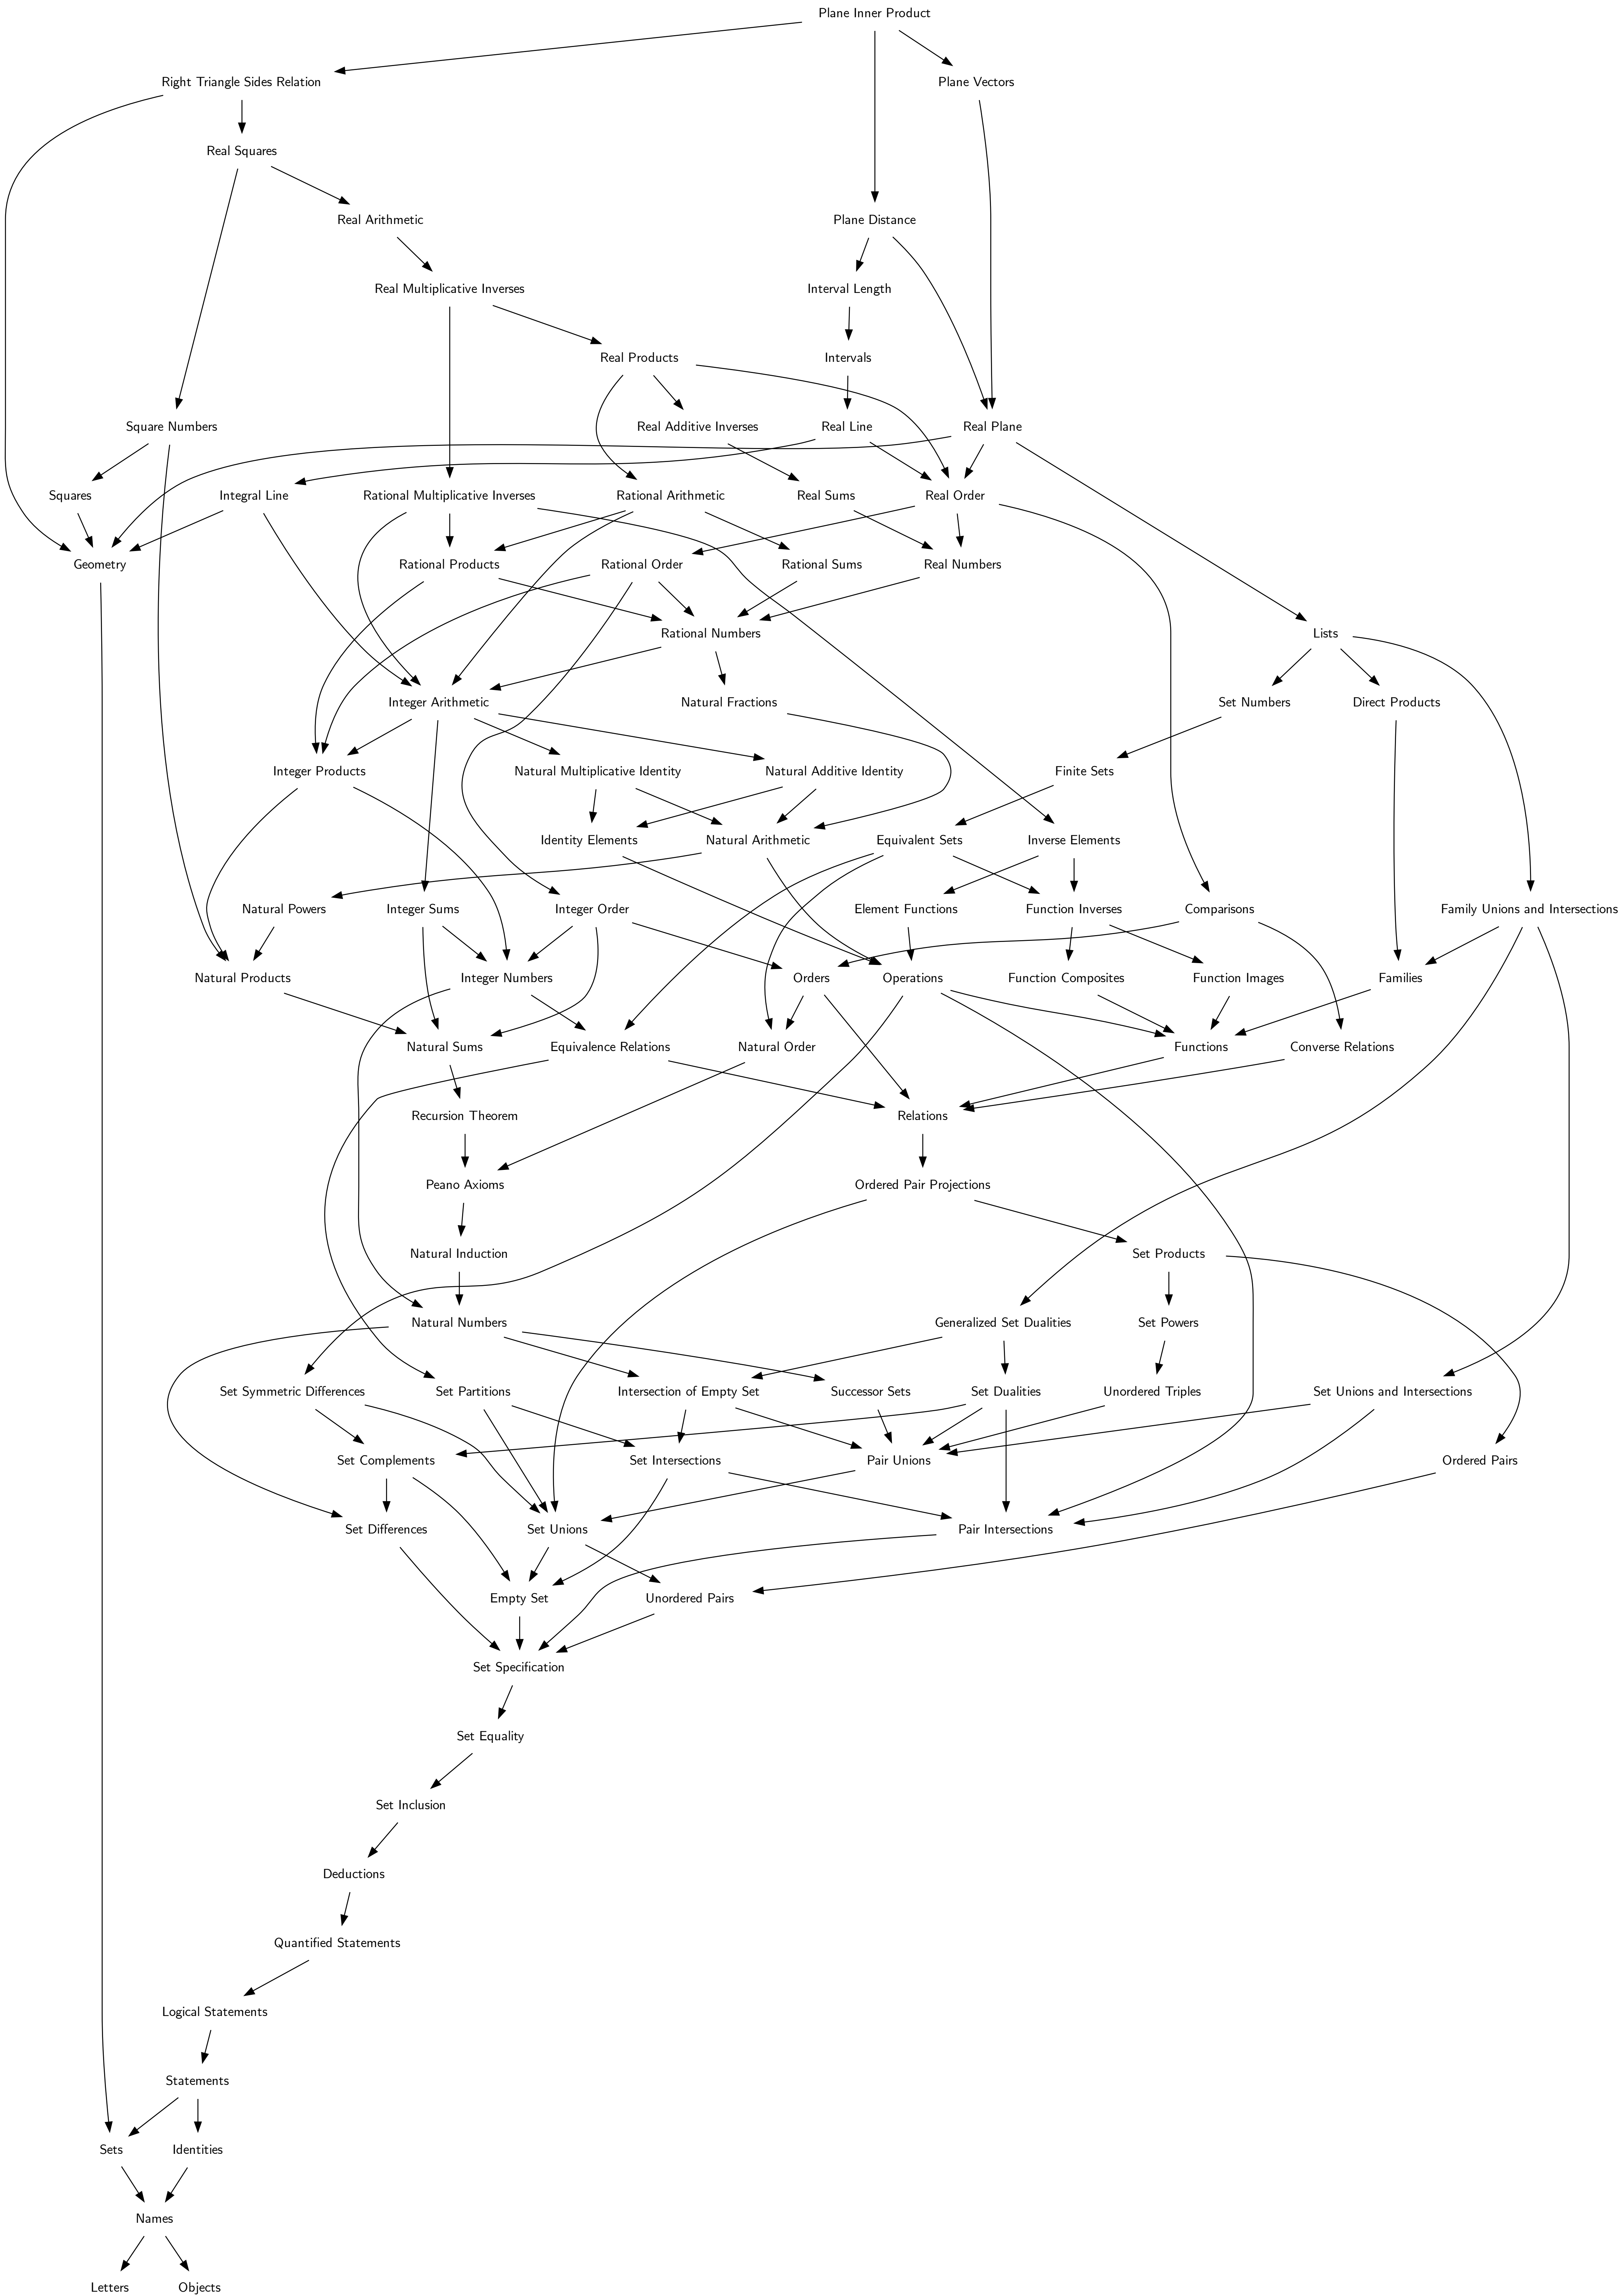 Plane Inner Product
Right Triangle Sides Relation
Plane Vectors
Real Squares
Real Arithmetic
Plane Distance
Real Multiplicative Inverses
Interval Length
Real Products
Intervals
Square Numbers
Real Additive Inverses
Real Line
Real Plane
Squares
Integral Line
Rational Multiplicative Inverses
Rational Arithmetic
Real Sums
Real Order
Geometry
Rational Products
Rational Order
Rational Sums
Real Numbers
Rational Numbers
Lists
Integer Arithmetic
Natural Fractions
Set Numbers
Direct Products
Integer Products
Natural Multiplicative Identity
Natural Additive Identity
Finite Sets
Identity Elements
Natural Arithmetic
Equivalent Sets
Inverse Elements
Natural Powers
Integer Sums
Integer Order
Element Functions
Function Inverses
Comparisons
Family Unions and Intersections
Natural Products
Integer Numbers
Orders
Operations
Function Composites
Function Images
Families
Natural Sums
Equivalence Relations
Natural Order
Functions
Converse Relations
Recursion Theorem
Relations
Peano Axioms
Ordered Pair Projections
Natural Induction
Set Products
Natural Numbers
Generalized Set Dualities
Set Powers
Set Symmetric Differences
Set Partitions
Intersection of Empty Set
Successor Sets
Set Dualities
Unordered Triples
Set Unions and Intersections
Set Complements
Set Intersections
Pair Unions
Ordered Pairs
Set Differences
Set Unions
Pair Intersections
Empty Set
Unordered Pairs
Set Specification
Set Equality
Set Inclusion
Deductions
Quantified Statements
Logical Statements
Statements
Sets
Identities
Names
Letters
Objects